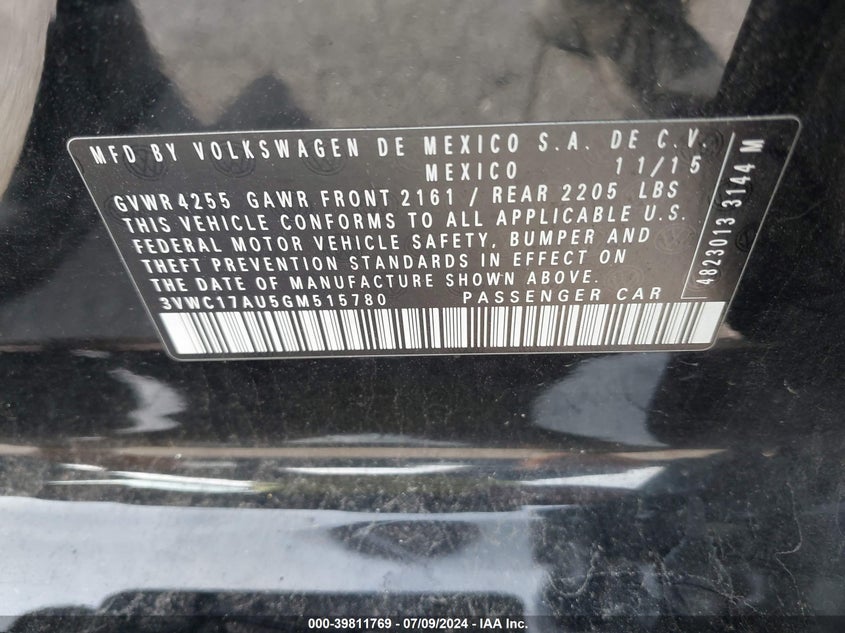 MFD BY VOLKSWAGEN DE MEXICO S.A. DE C.V.
MEXICO 11/15
GVWR 4255 GAWR FRONT 2161 / REAR 2205 LBS
THIS VEHICLE CONFORMS TO ALL APPLICABLE U.S.
FEDERAL MOTOR VEHICLE SAFETY, BUMPER AND
THEFT PREVENTION STANDARDS IN EFFECT ON
THE DATE OF MANUFACTURE SHOWN ABOVE.
3VWC17AU5GM515780 PASSENGER CAR
4823013 3144 M
000-39811769 / 07/09/2024 - IAA Inc.